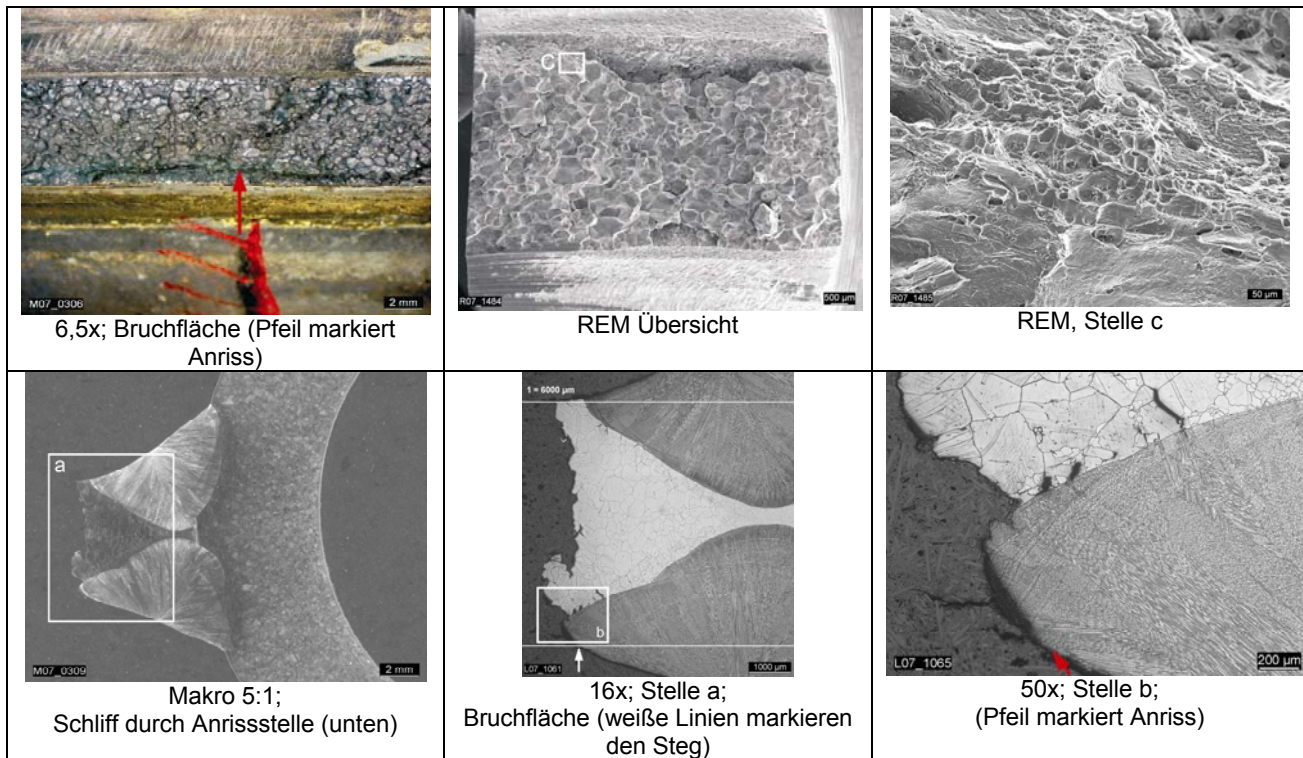 M07_0306
2 mm
6,5x; Bruchfläche (Pfeil markiert
Anriss)
C
R07_1484
500 µm
REM Übersicht
R07_1485
50 µm
REM, Stelle c
a
M07_0309
2 mm
Makro 5:1;
Schliff durch Anrissstelle (unten)
1 = 6000 µm
b
L07_1061
1000 µm
16x; Stelle a;
Bruchfläche (weiße Linien markieren
den Steg)
L07_1065
200 µm
50x; Stelle b;
(Pfeil markiert Anriss)